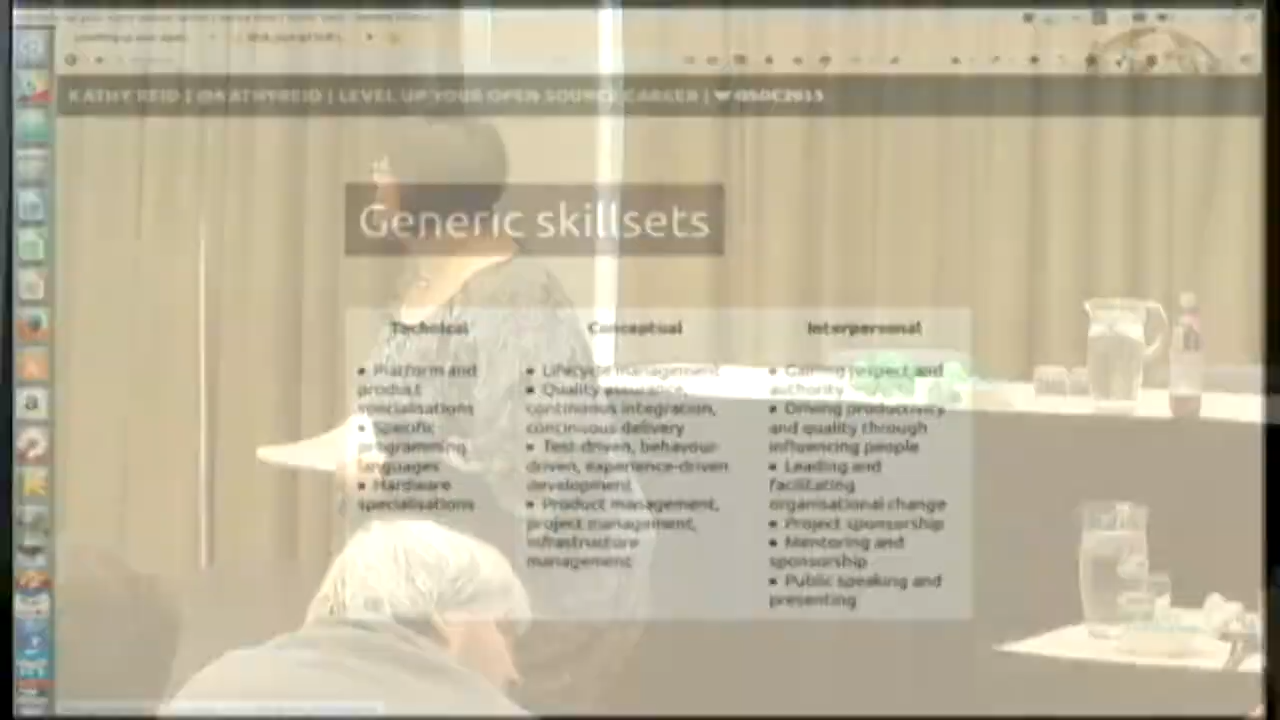 KATHY REID | @KATHYREID | LEVEL UP YOUR OPEN SOURCE CAREER | OSDC2015
Generic skillsets
Technical
• Platform and
product
specialisations
• Specific
programming
languages
• Hardware
specialisations
Conceptual
• Lifecycle management
• Quality assurance,
continuous integration,
continuous delivery
• Test-driven, behaviour-
driven, experience-driven
development
• Product management,
project management,
infrastructure
management
Interpersonal
• Gaining respect and
authority
• Driving productivity
and quality through
influencing people
• Leading and
facilitating
organisational change
• Project sponsorship
• Mentoring and
sponsorship
• Public speaking and
presenting